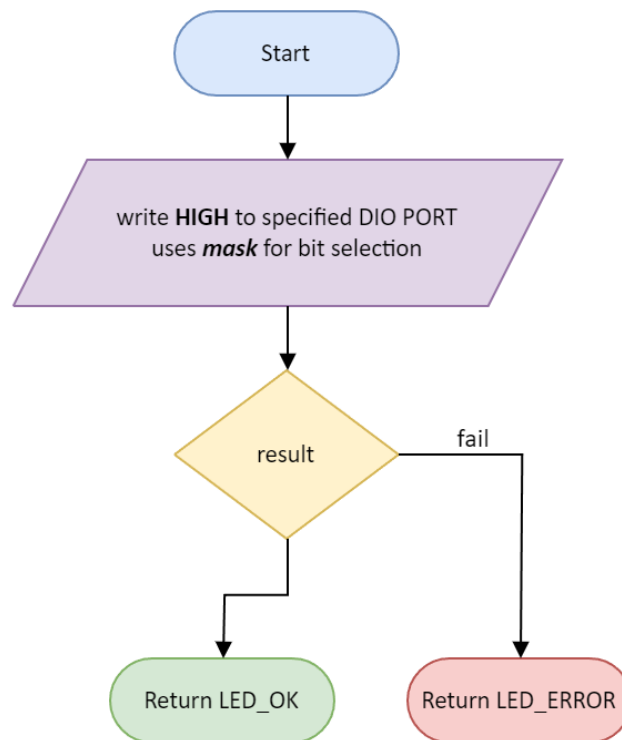 Start
write HIGH to specified DIO PORT
uses mask for bit selection
result
fail
Return LED_OK
Return LED_ERROR